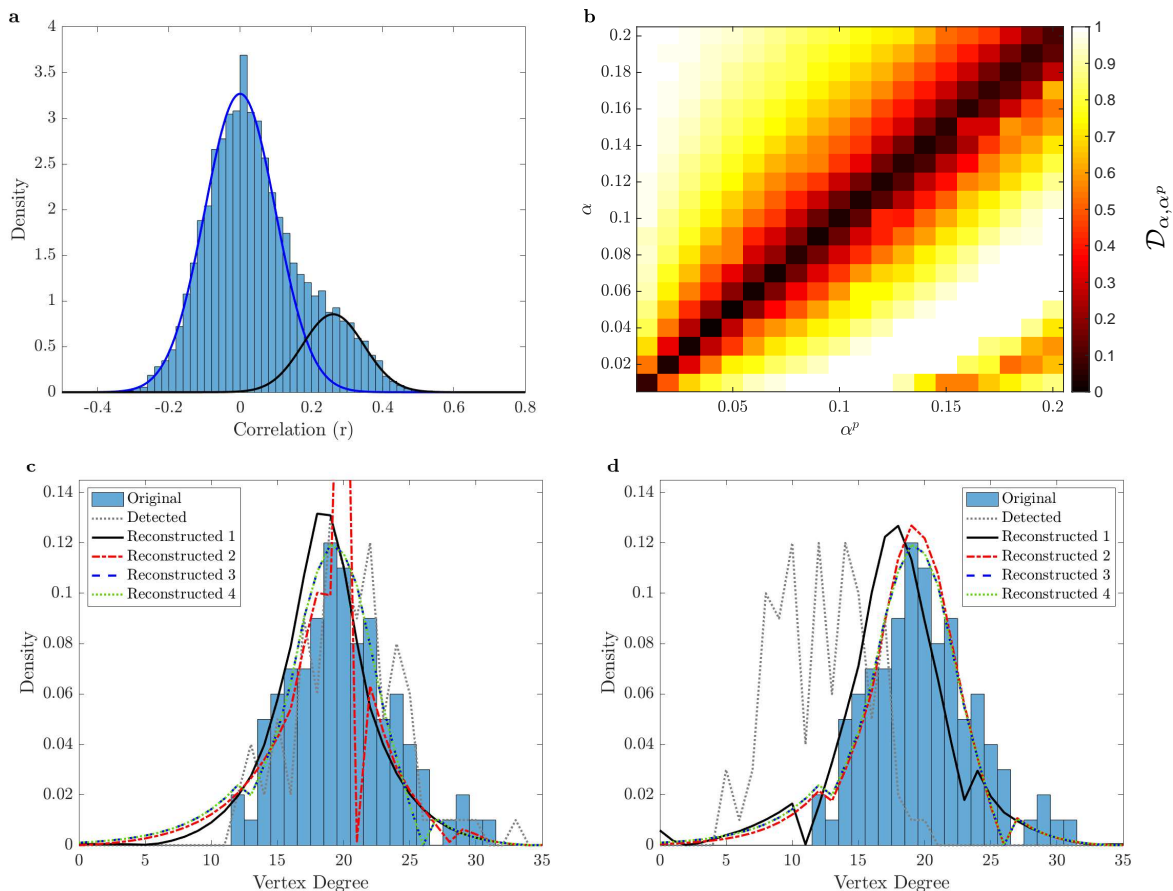 a
4
3.5
3
2.5
2
1.5
1
0.5
0
Density
-0.4 -0.2 0 0.2 0.4 0.6 0.8
Correlation (r)
b
0.2
0.18
0.16
0.14
0.12
0.1
0.08
0.06
0.04
0.02
α
0.05 0.1 0.15 0.2
α^p
1
0.9
0.8
0.7
0.6
0.5
0.4
0.3
0.2
0.1
0
𝒟_{α,α^p}
c
0.14
0.12
0.1
0.08
0.06
0.04
0.02
0
Density
Original
Detected
Reconstructed 1
Reconstructed 2
Reconstructed 3
Reconstructed 4
0 5 10 15 20 25 30 35
Vertex Degree
d
0.14
0.12
0.1
0.08
0.06
0.04
0.02
0
Density
Original
Detected
Reconstructed 1
Reconstructed 2
Reconstructed 3
Reconstructed 4
0 5 10 15 20 25 30 35
Vertex Degree